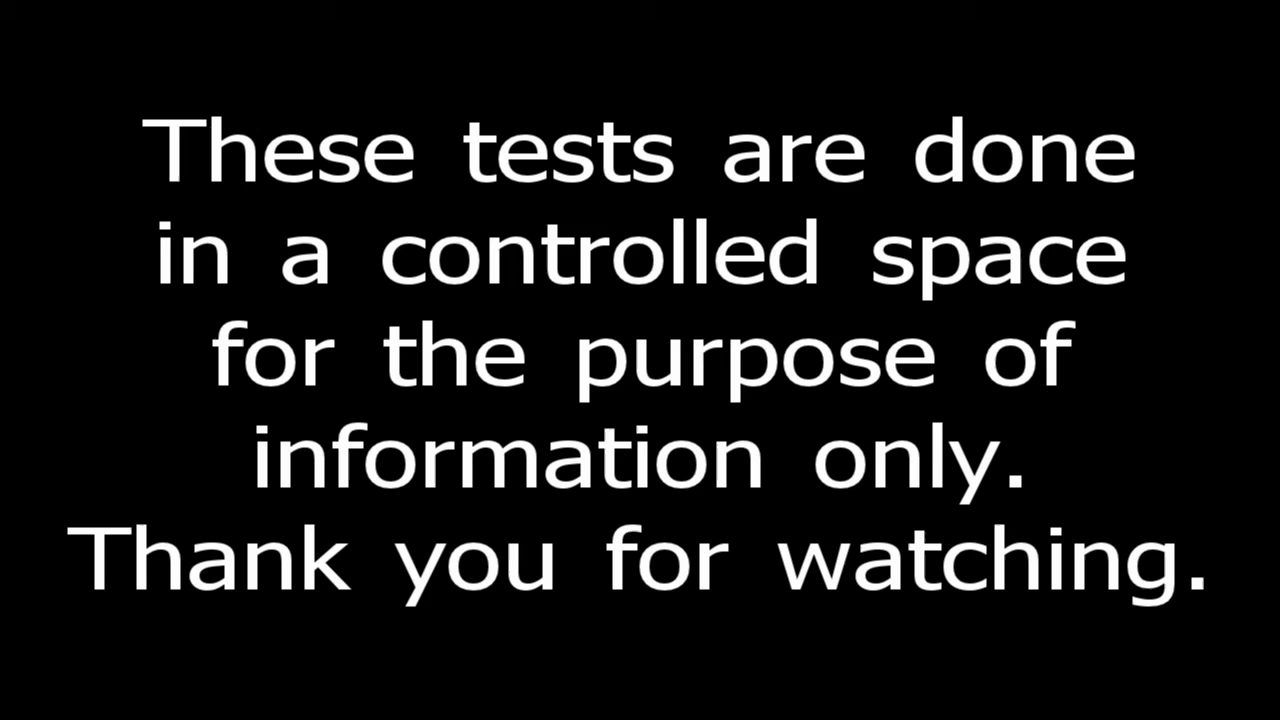 These tests are done
in a controlled space
for the purpose of
information only.
Thank you for watching.